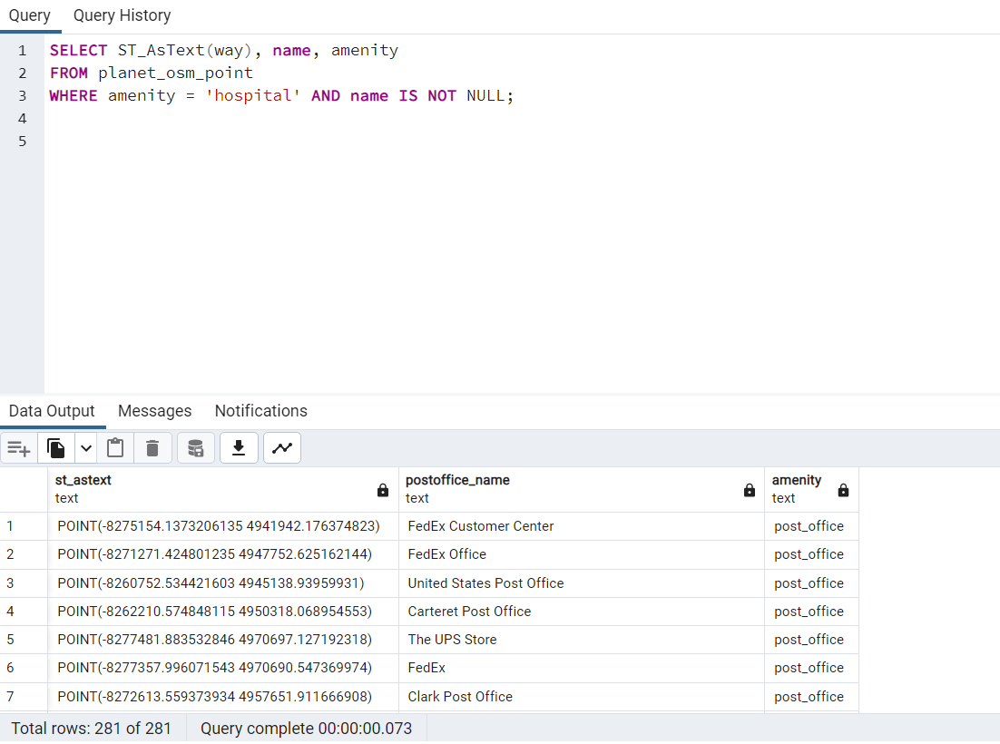 Query Query History
1 SELECT ST_AsText(way), name, amenity
2 FROM planet_osm_point
3 WHERE amenity = 'hospital' AND name IS NOT NULL;
4
5
Data Output Messages Notifications
st_astext postoffice_name amenity
text text text
1 POINT(-8275154.1373206135 4941942.176374823) FedEx Customer Center post_office
2 POINT(-8271271.424801235 4947752.625162144) FedEx Office post_office
3 POINT(-8260752.534421603 4945138.93959931) United States Post Office post_office
4 POINT(-8262210.574848115 4950318.068954553) Carteret Post Office post_office
5 POINT(-8277481.883532846 4970697.127192318) The UPS Store post_office
6 POINT(-8277357.996071543 4970690.547369974) FedEx post_office
7 POINT(-8272613.559373934 4957651.911666908) Clark Post Office post_office
Total rows: 281 of 281 Query complete 00:00:00.073